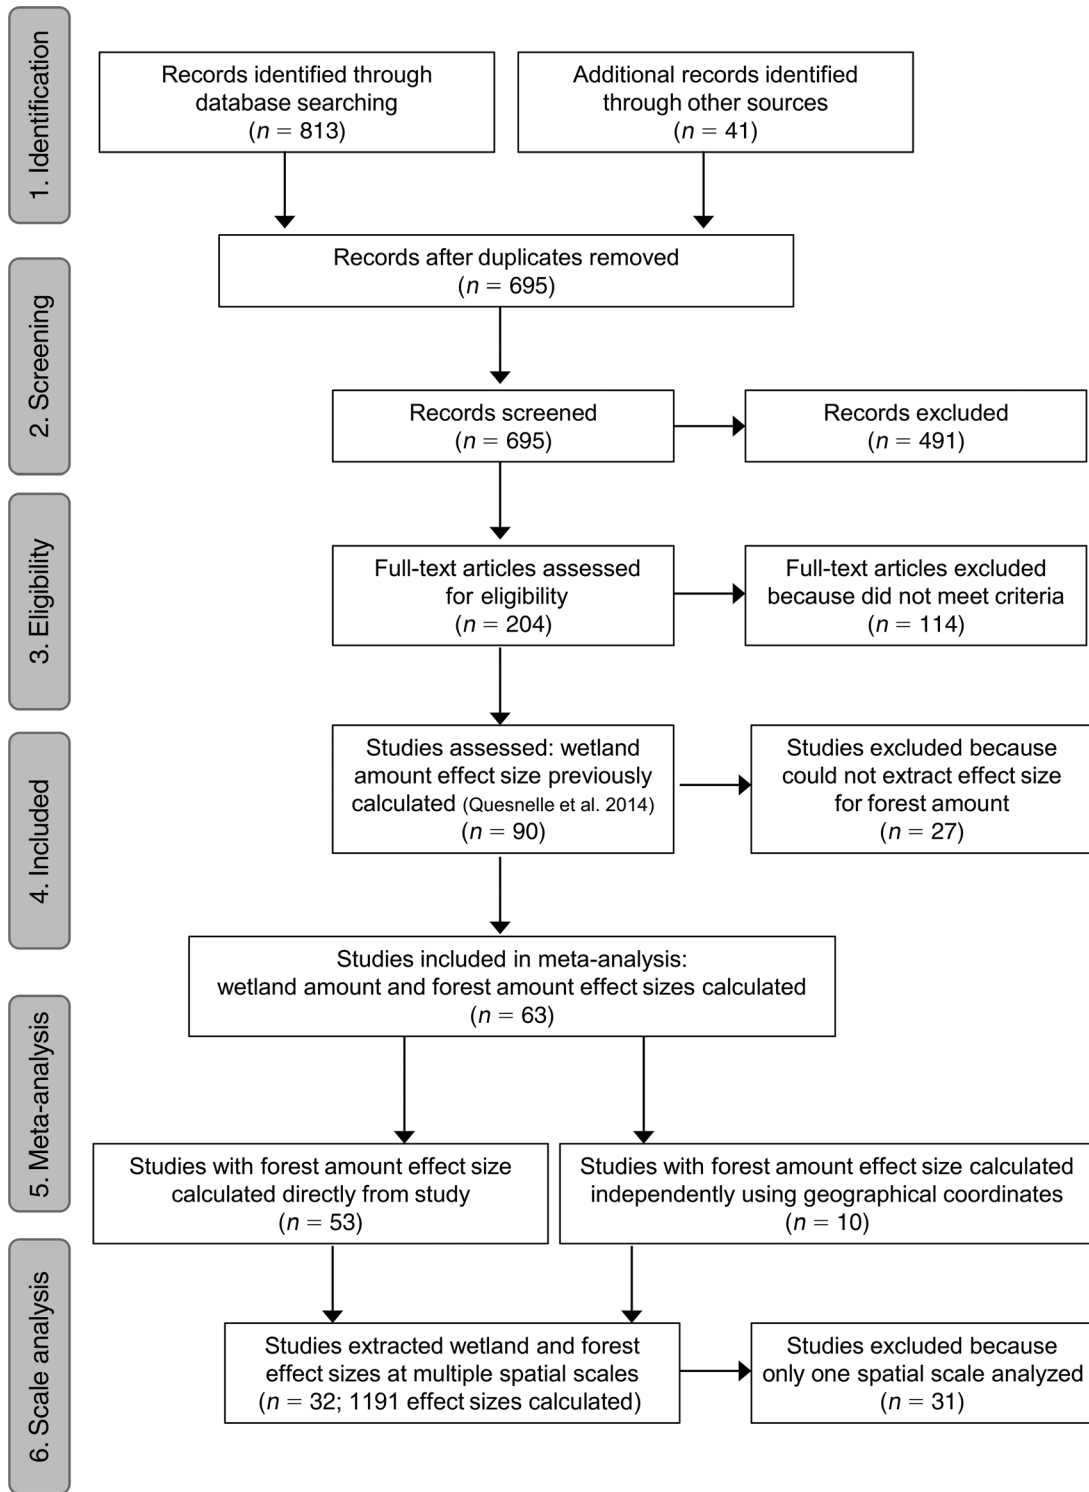 1. Identification
Records identified through
database searching
(n = 813)
Additional records identified
through other sources
(n = 41)
Records after duplicates removed
(n = 695)
2. Screening
Records screened
(n = 695)
Records excluded
(n = 491)
3. Eligibility
Full-text articles assessed
for eligibility
(n = 204)
Full-text articles excluded
because did not meet criteria
(n = 114)
4. Included
Studies assessed: wetland
amount effect size previously
calculated (Quesnelle et al. 2014)
(n = 90)
Studies excluded because
could not extract effect size
for forest amount
(n = 27)
Studies included in meta-analysis:
wetland amount and forest amount effect sizes calculated
(n = 63)
5. Meta-analysis
Studies with forest amount effect size
calculated directly from study
(n = 53)
Studies with forest amount effect size calculated
independently using geographical coordinates
(n = 10)
6. Scale analysis
Studies extracted wetland and forest
effect sizes at multiple spatial scales
(n = 32; 1191 effect sizes calculated)
Studies excluded because
only one spatial scale analyzed
(n = 31)